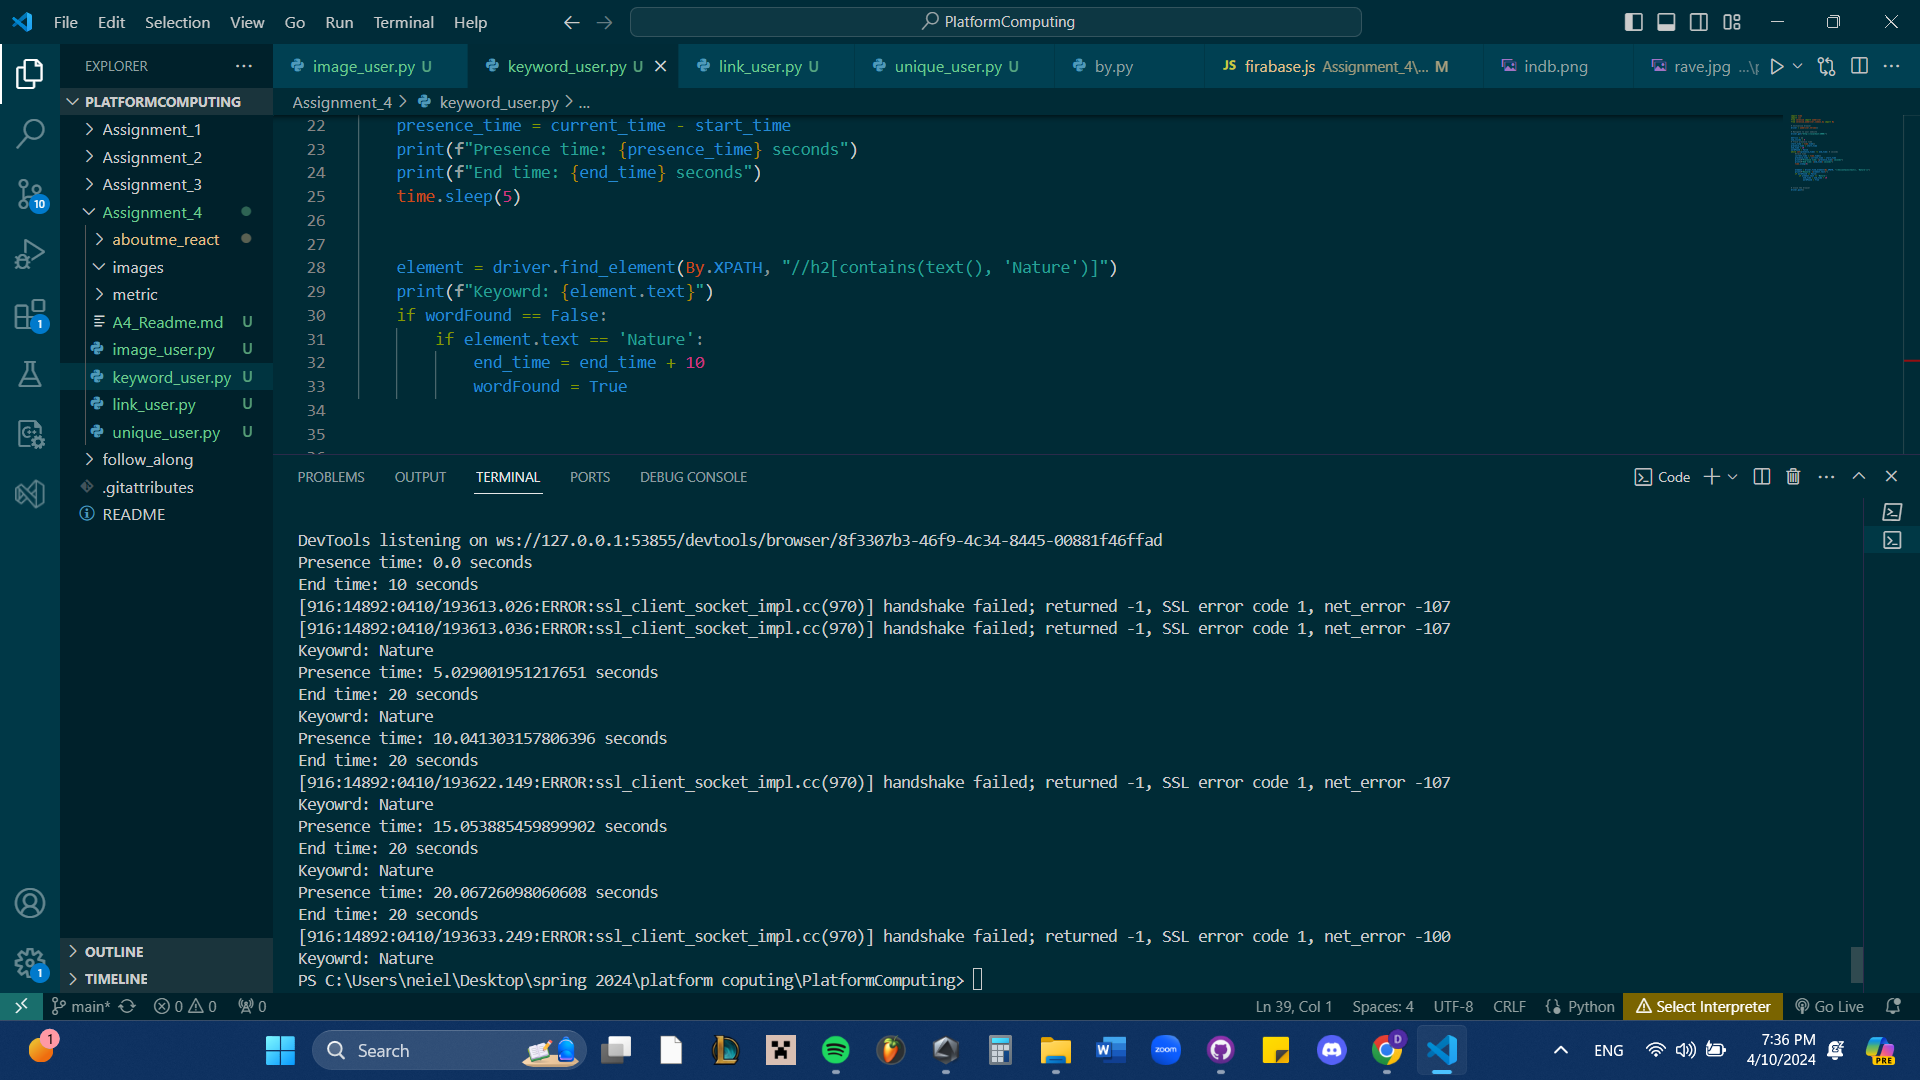 File Edit Selection View Go Run Terminal Help
PlatformComputing
EXPLORER
image_user.py U
keyword_user.py U
link_user.py U
unique_user.py U
by.py
JS firabase.js Assignment_4\... M
indb.png
rave.jpg
PLATFORMCOMPUTING
Assignment_1
Assignment_2
Assignment_3
Assignment_4
aboutme_react
images
metric
A4_Readme.md U
image_user.py U
keyword_user.py U
link_user.py U
unique_user.py U
follow_along
.gitattributes
README
OUTLINE
TIMELINE
10
1
1
Assignment_4 > keyword_user.py > ...
22 presence_time = current_time - start_time
23 print(f"Presence time: {presence_time} seconds")
24 print(f"End time: {end_time} seconds")
25 time.sleep(5)
26
27
28 element = driver.find_element(By.XPATH, "//h2[contains(text(), 'Nature')]")
29 print(f"Keyowrd: {element.text}")
30 if wordFound == False:
31 if element.text == 'Nature':
32 end_time = end_time + 10
33 wordFound = True
34
35
PROBLEMS OUTPUT TERMINAL PORTS DEBUG CONSOLE
Code
DevTools listening on ws://127.0.0.1:53855/devtools/browser/8f3307b3-46f9-4c34-8445-00881f46ffad
Presence time: 0.0 seconds
End time: 10 seconds
[916:14892:0410/193613.026:ERROR:ssl_client_socket_impl.cc(970)] handshake failed; returned -1, SSL error code 1, net_error -107
[916:14892:0410/193613.036:ERROR:ssl_client_socket_impl.cc(970)] handshake failed; returned -1, SSL error code 1, net_error -107
Keyowrd: Nature
Presence time: 5.029001951217651 seconds
End time: 20 seconds
Keyowrd: Nature
Presence time: 10.041303157806396 seconds
End time: 20 seconds
[916:14892:0410/193622.149:ERROR:ssl_client_socket_impl.cc(970)] handshake failed; returned -1, SSL error code 1, net_error -107
Keyowrd: Nature
Presence time: 15.053885459899902 seconds
End time: 20 seconds
Keyowrd: Nature
Presence time: 20.06726098060608 seconds
End time: 20 seconds
[916:14892:0410/193633.249:ERROR:ssl_client_socket_impl.cc(970)] handshake failed; returned -1, SSL error code 1, net_error -100
Keyowrd: Nature
PS C:\Users\neiel\Desktop\spring 2024\platform coputing\PlatformComputing>
main* 0 0 0
Ln 39, Col 1 Spaces: 4 UTF-8 CRLF Python Select Interpreter Go Live
1
Search
zoom
D
ENG
7:36 PM
4/10/2024
PRE